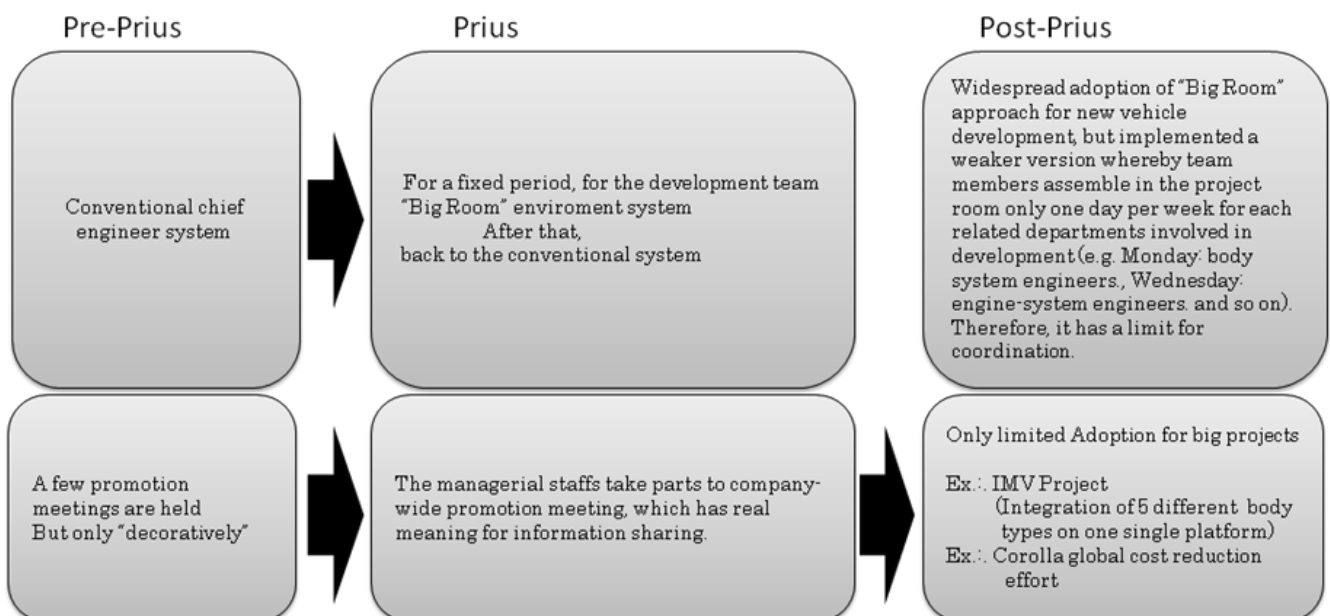 Pre-Prius
Prius
Post-Prius
Conventional chief
engineer system
For a fixed period, for the development team
"Big Room" enviroment system
After that,
back to the conventional system
Widespread adoption of "Big Room"
approach for new vehicle
development, but implemented a
weaker version whereby team
members assemble in the project
room only one day per week for each
related departments involved in
development (e.g. Monday: body
system engineers., Wednesday:
engine-system engineers. and so on).
Therefore, it has a limit for
coordination.
A few promotion
meetings are held
But only "decoratively"
The managerial staffs take parts to company-
wide promotion meeting, which has real
meaning for information sharing.
Only limited Adoption for big projects
Ex.:. IMV Project
(Integration of 5 different body
types on one single platform)
Ex.:. Corolla global cost reduction
effort